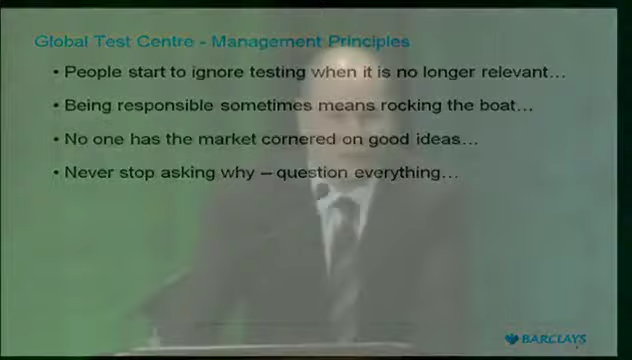 Global Test Centre - Management Principles
• People start to ignore testing when it is no longer relevant...
• Being responsible sometimes means rocking the boat...
• No one has the market cornered on good ideas...
• Never stop asking why – question everything...
BARCLAYS